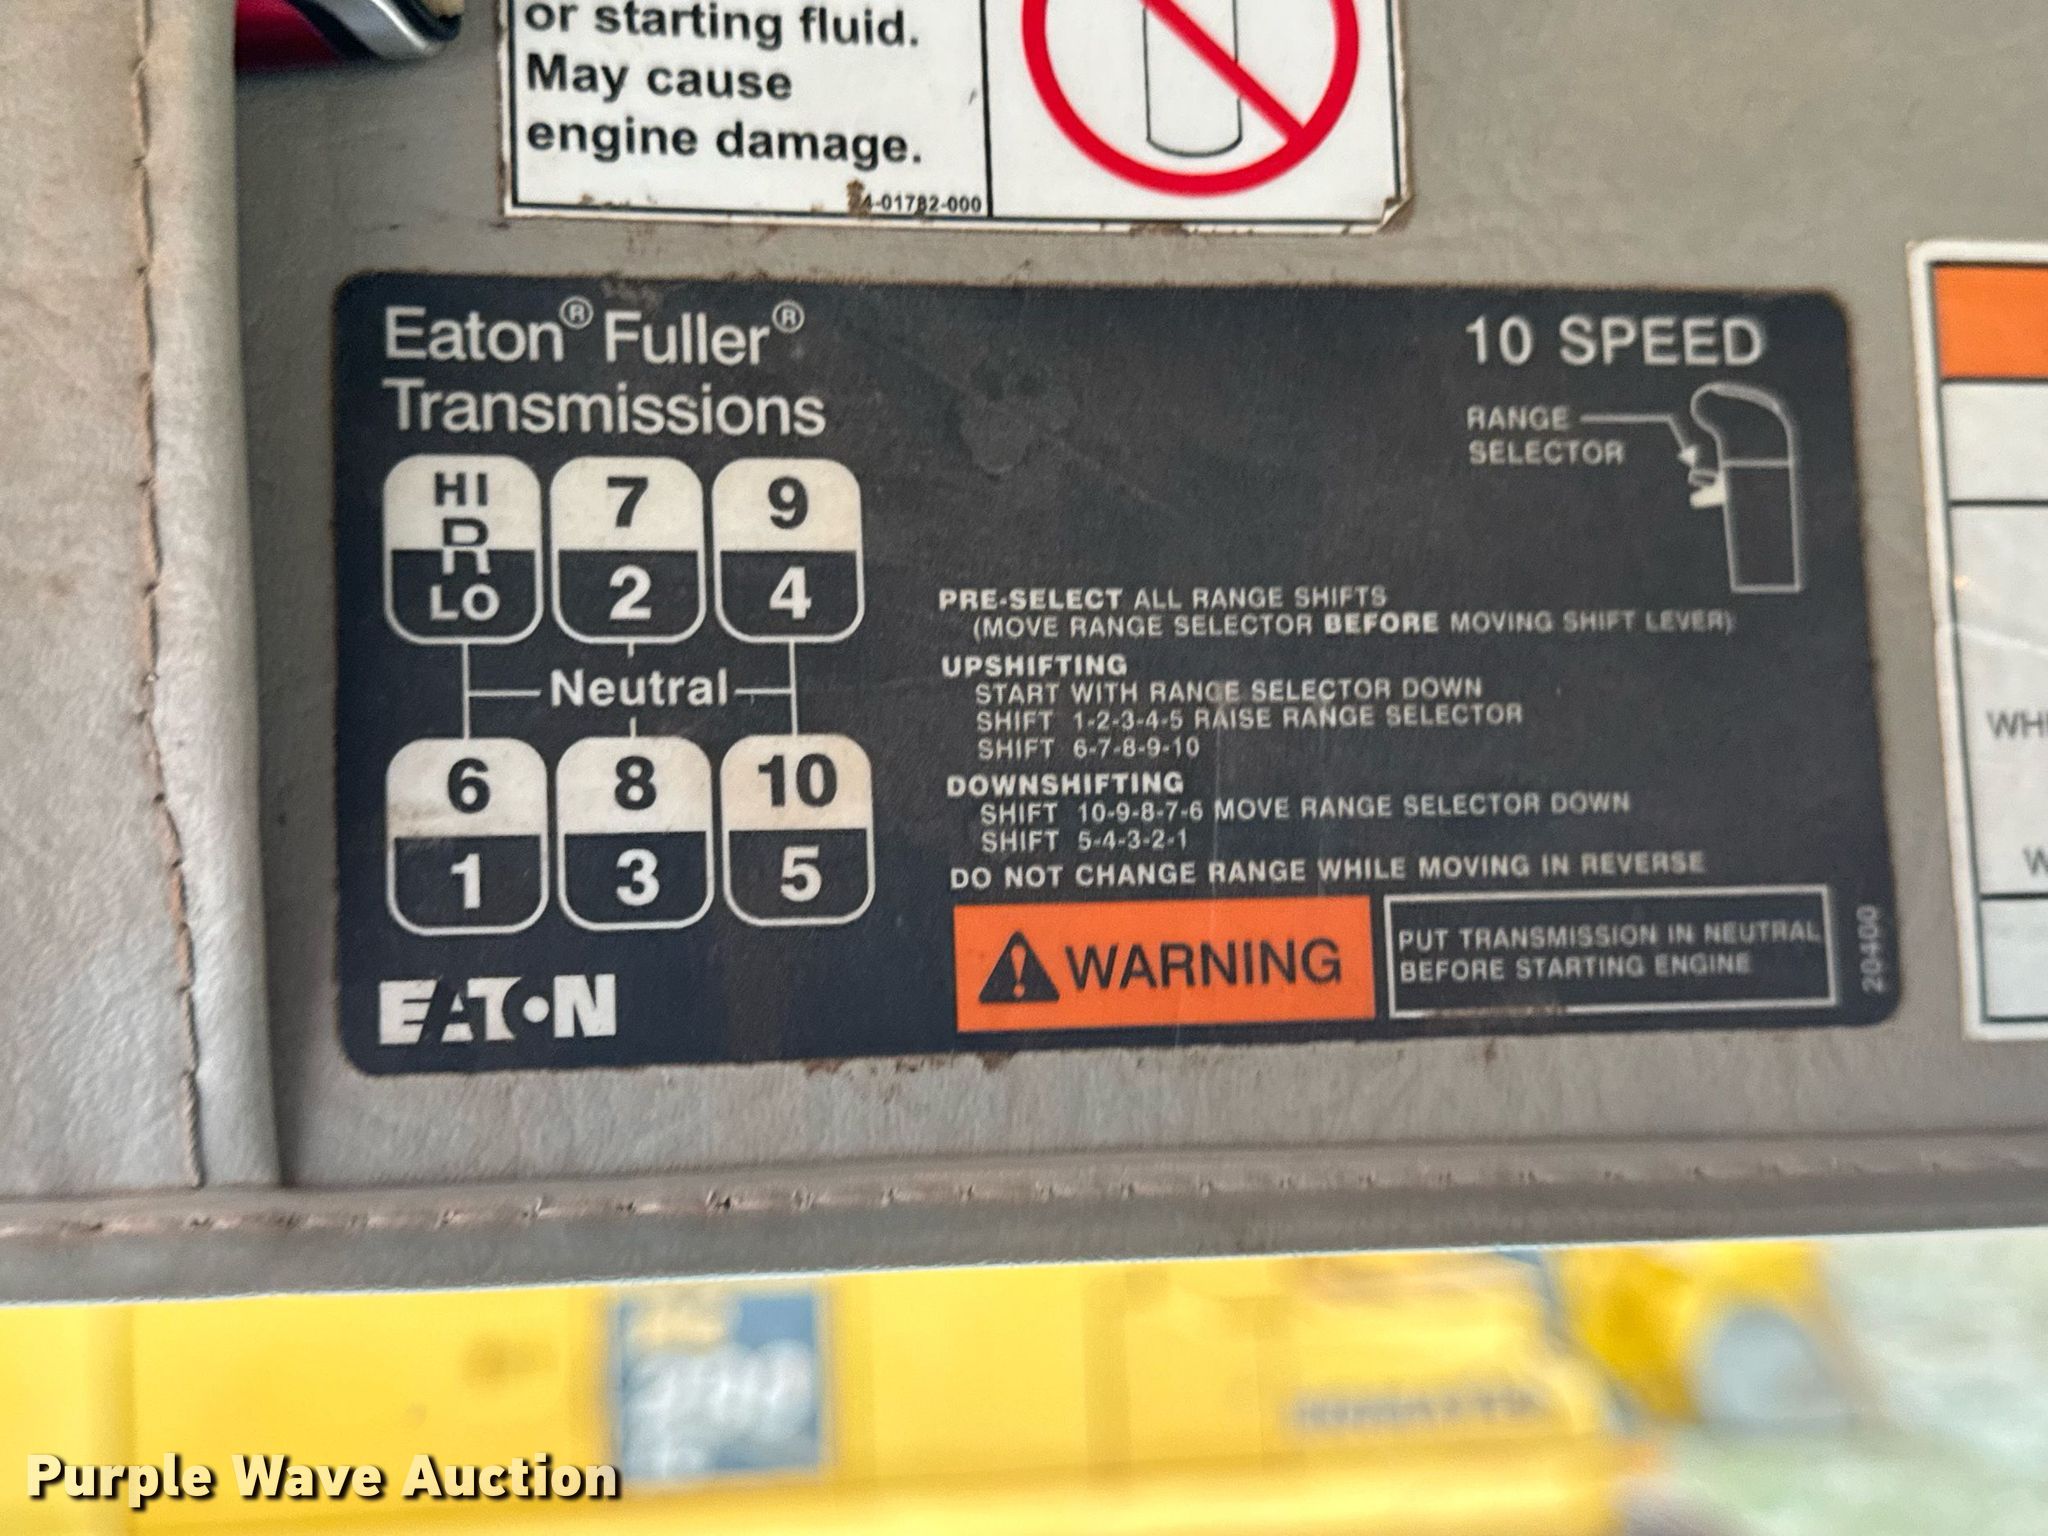 or starting fluid.
May cause
engine damage.
4-01782-000
Eaton® Fuller®
Transmissions
10 SPEED
RANGE
SELECTOR
HI
R
LO
7
2
9
4
Neutral
6
1
8
3
10
5
PRE-SELECT ALL RANGE SHIFTS
(MOVE RANGE SELECTOR BEFORE MOVING SHIFT LEVER)
UPSHIFTING
START WITH RANGE SELECTOR DOWN
SHIFT 1-2-3-4-5 RAISE RANGE SELECTOR
SHIFT 6-7-8-9-10
DOWNSHIFTING
SHIFT 10-9-8-7-6 MOVE RANGE SELECTOR DOWN
SHIFT 5-4-3-2-1
DO NOT CHANGE RANGE WHILE MOVING IN REVERSE
WARNING
PUT TRANSMISSION IN NEUTRAL
BEFORE STARTING ENGINE
20400
EATON
WH
W
Purple Wave Auction